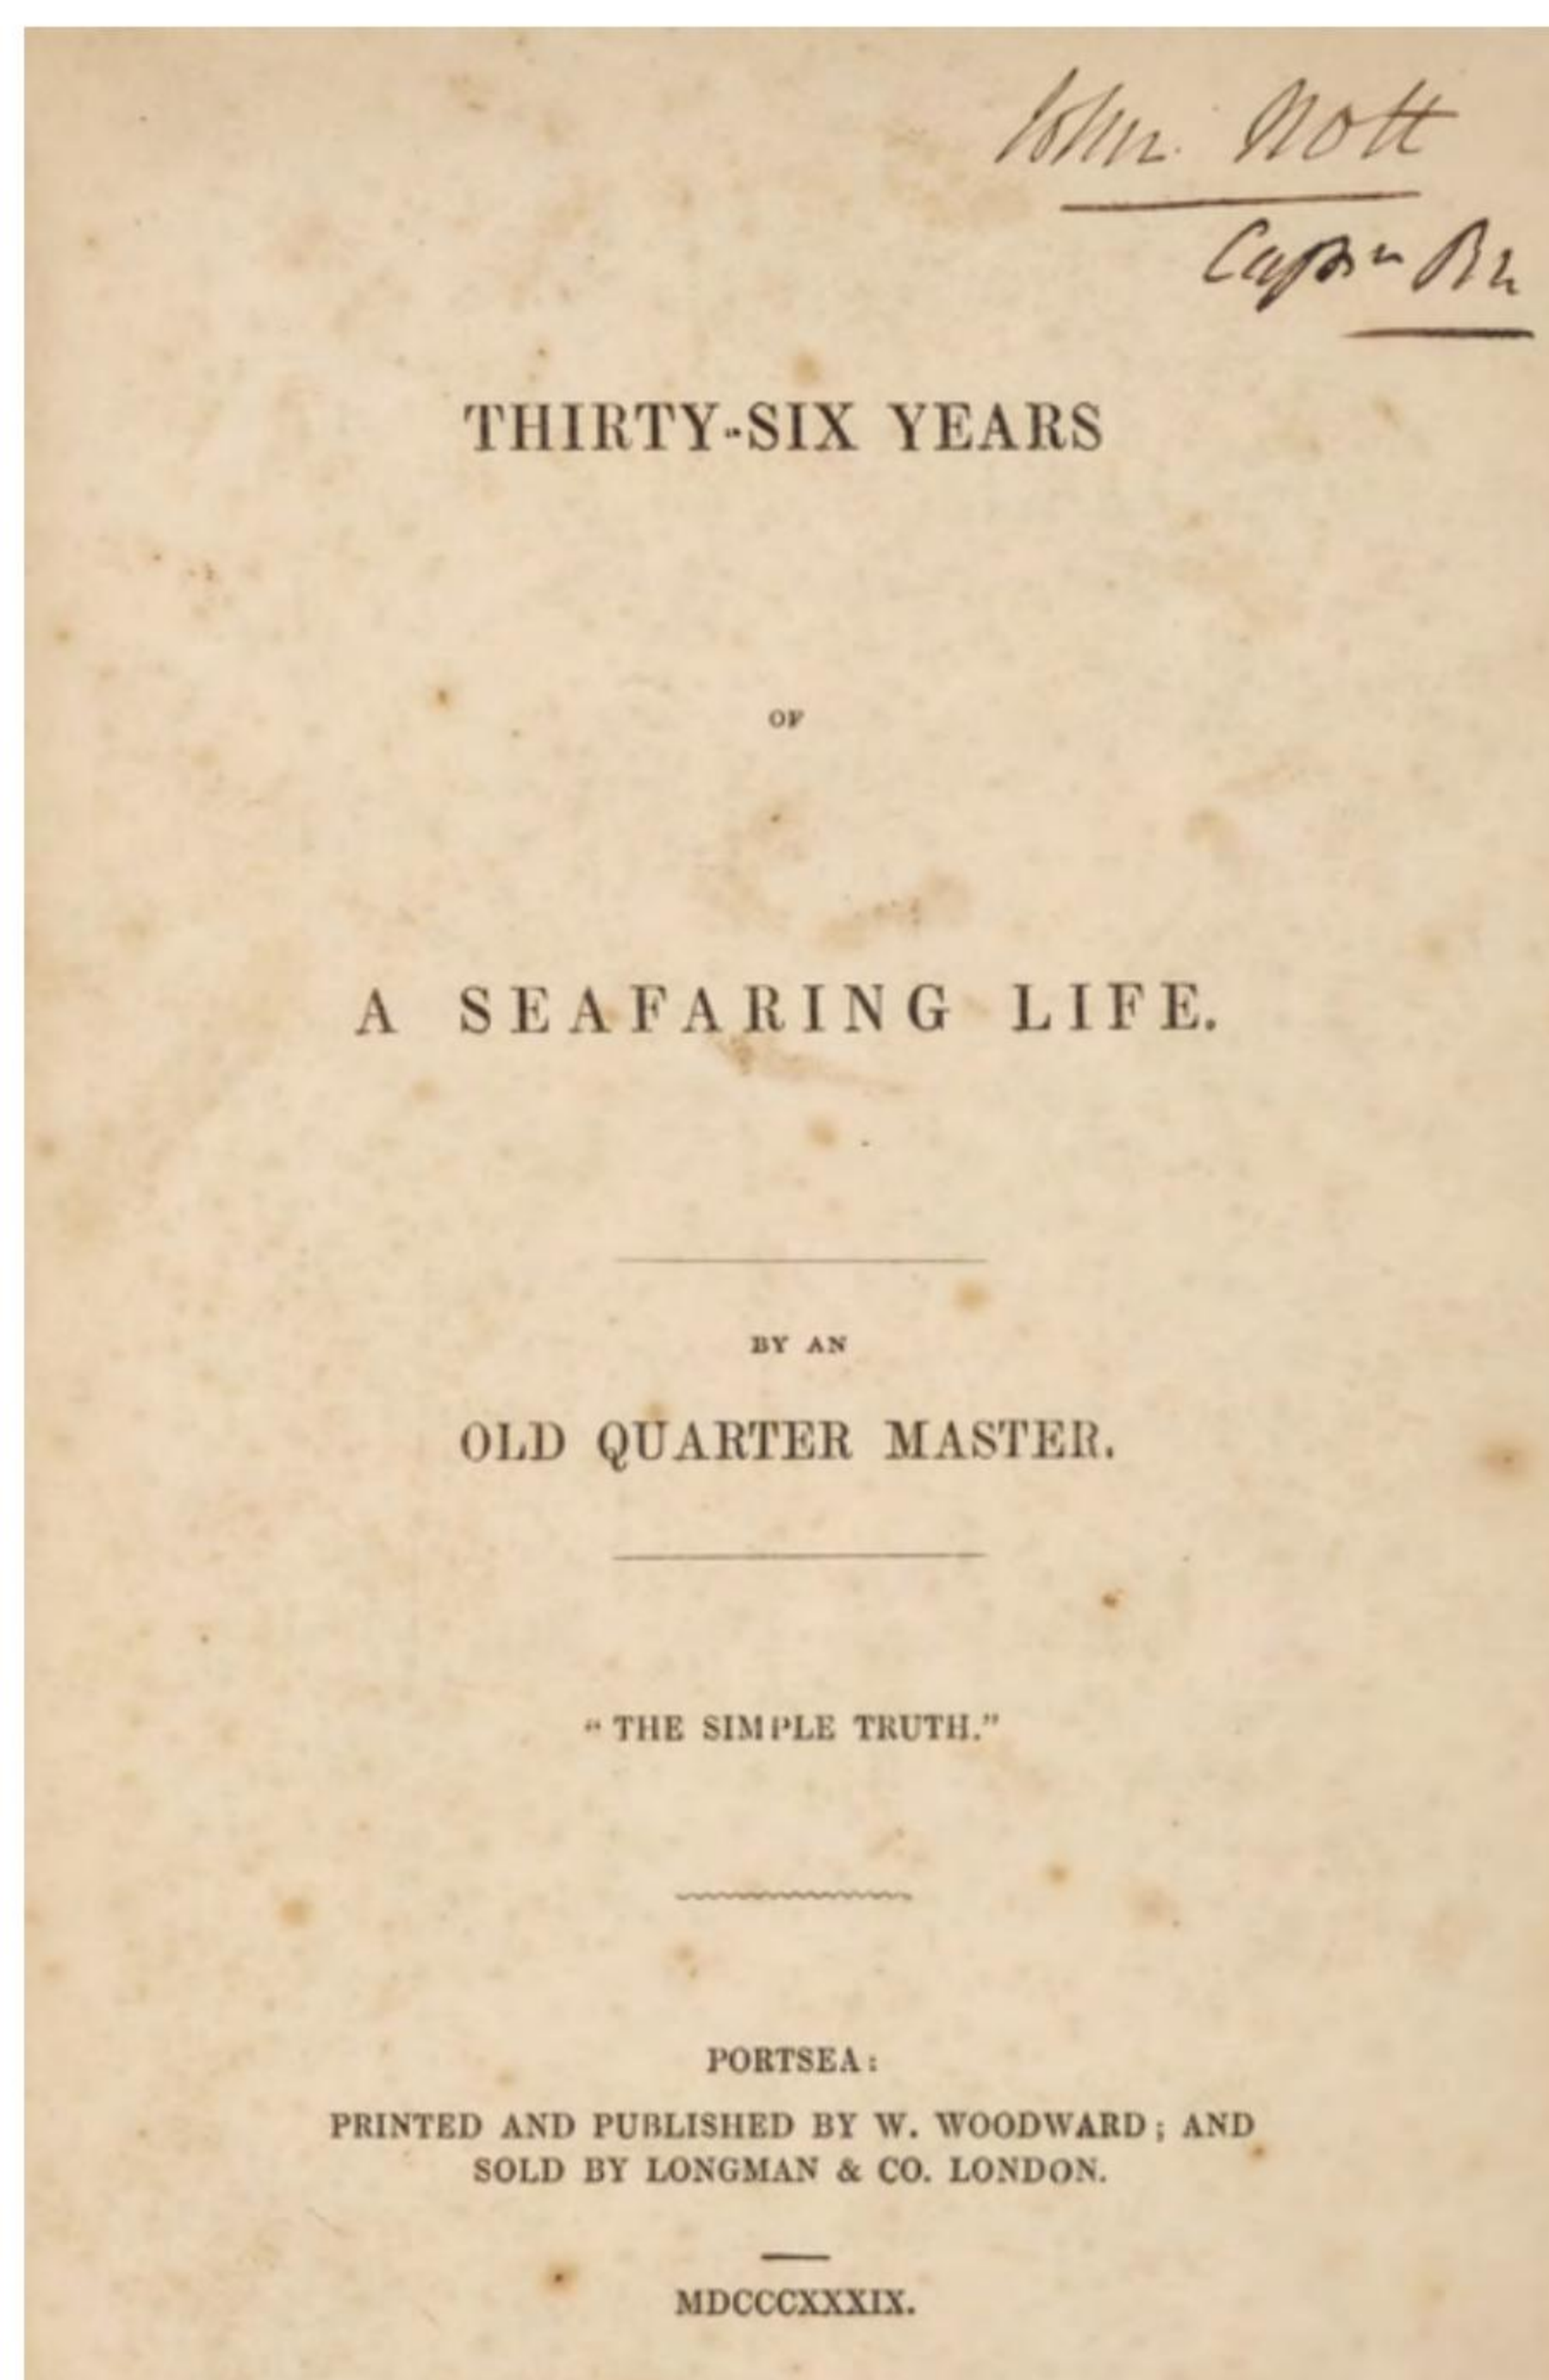 John Nott
THIRTY-SIX YEARS
OF
A SEAFARING LIFE.
BY AN
OLD QUARTER MASTER.
"THE SIMPLE TRUTH."
PORTSEA:
PRINTED AND PUBLISHED BY W. WOODWARD; AND
SOLD BY LONGMAN & CO. LONDON.
MDCCCXXXIX.